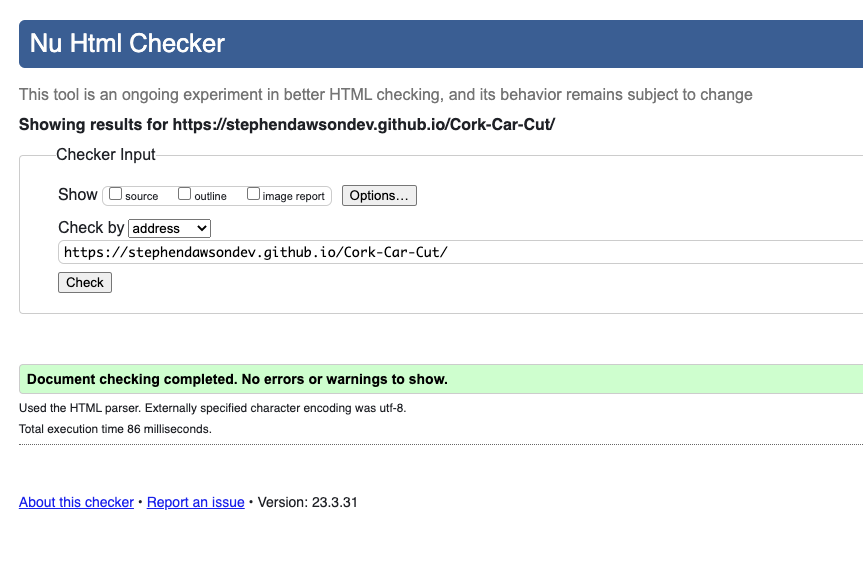 Nu Html Checker
This tool is an ongoing experiment in better HTML checking, and its behavior remains subject to change
Showing results for https://stephendawsondev.github.io/Cork-Car-Cut/
Checker Input
Show source outline image report Options...
Check by address
https://stephendawsondev.github.io/Cork-Car-Cut/
Check
Document checking completed. No errors or warnings to show.
Used the HTML parser. Externally specified character encoding was utf-8.
Total execution time 86 milliseconds.
About this checker • Report an issue • Version: 23.3.31